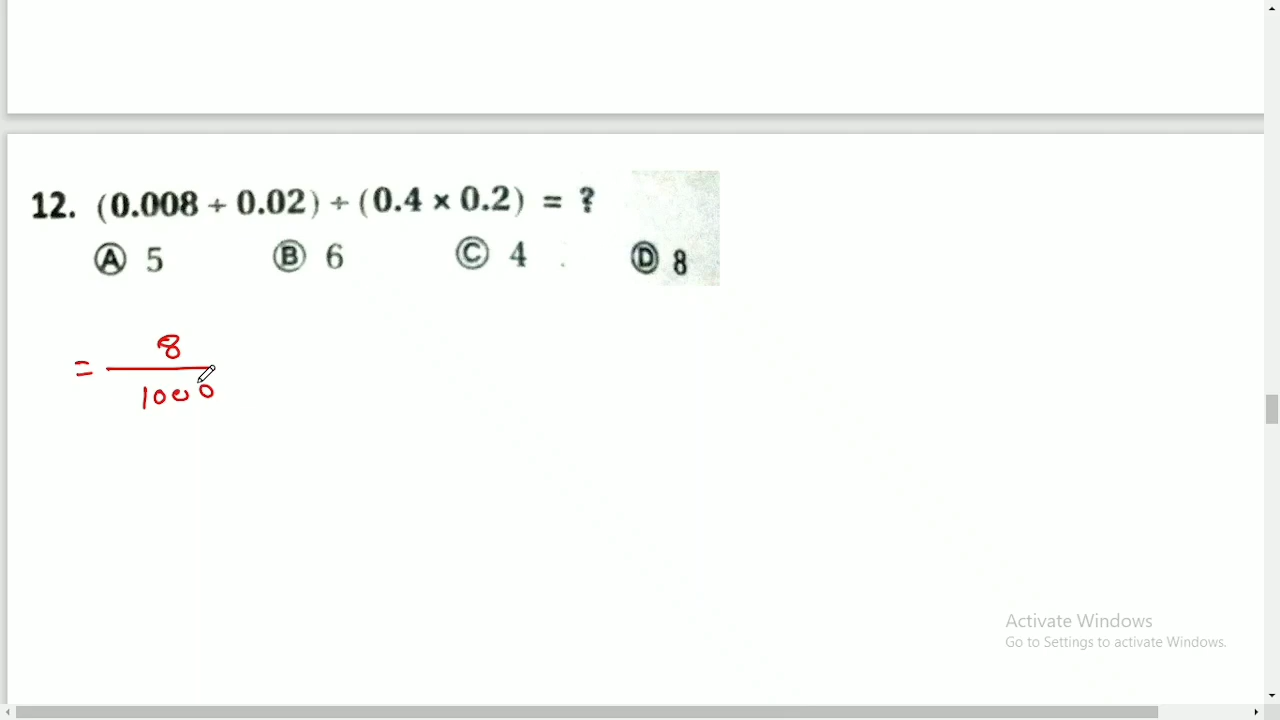 12. (0.008 ÷ 0.02) ÷ (0.4 × 0.2) = ?
Ⓐ 5 Ⓑ 6 Ⓒ 4 Ⓓ 8
= 8
1000
Activate Windows
Go to Settings to activate Windows.